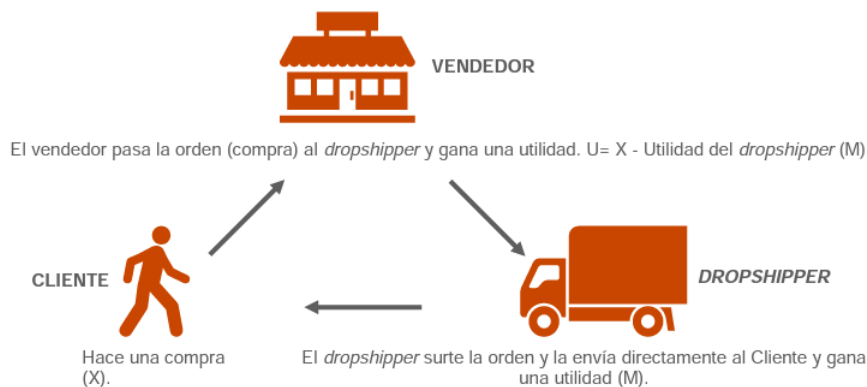 VENDEDOR
El vendedor pasa la orden (compra) al dropshipper y gana una utilidad. U= X - Utilidad del dropshipper (M)
CLIENTE
DROPSHIPPER
Hace una compra
(X).
El dropshipper surte la orden y la envía directamente al Cliente y gana
una utilidad (M).